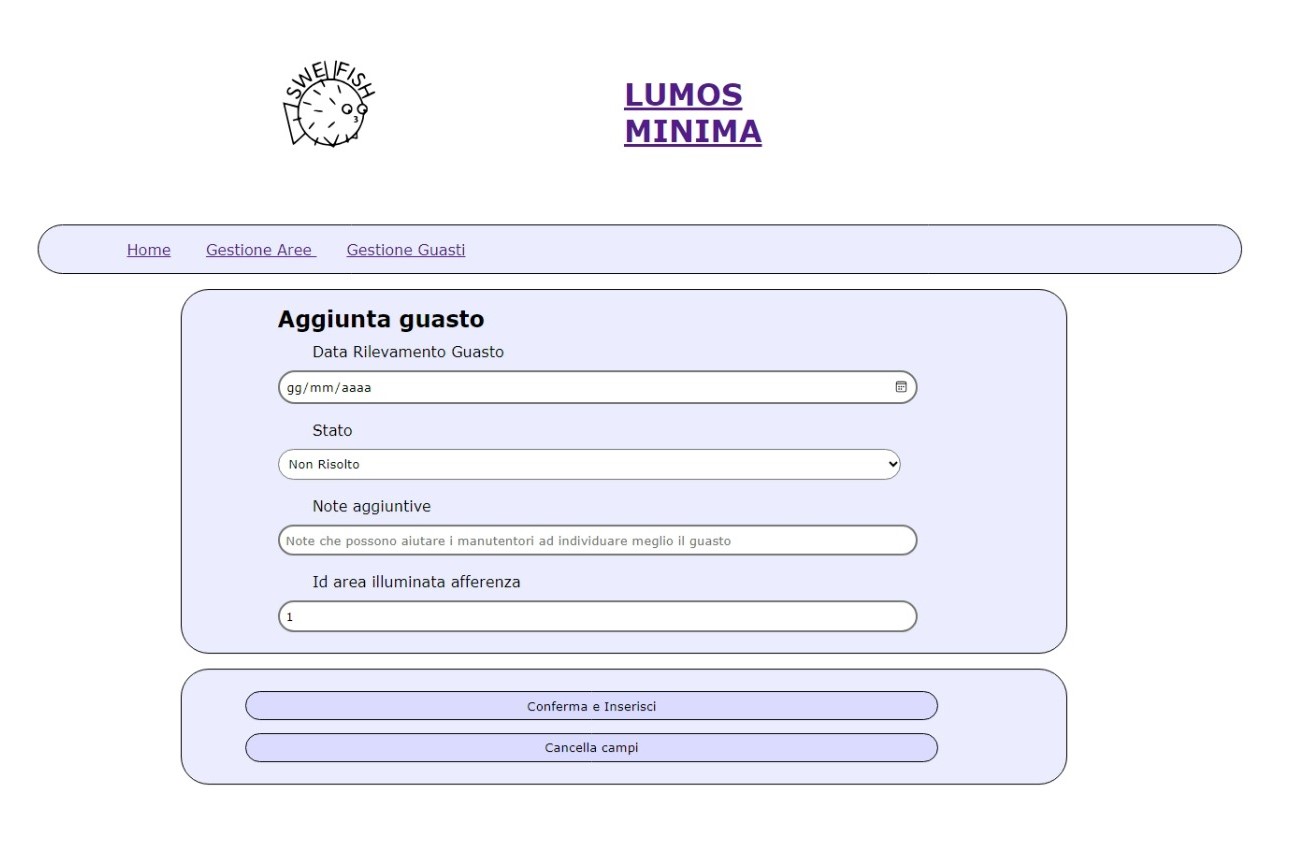 SWELLFISH
LUMOS
MINIMA
Home Gestione Aree Gestione Guasti
Aggiunta guasto
Data Rilevamento Guasto
gg/mm/aaaa
Stato
Non Risolto
Note aggiuntive
Note che possono aiutare i manutentori ad individuare meglio il guasto
Id area illuminata afferenza
1
Conferma e Inserisci
Cancella campi